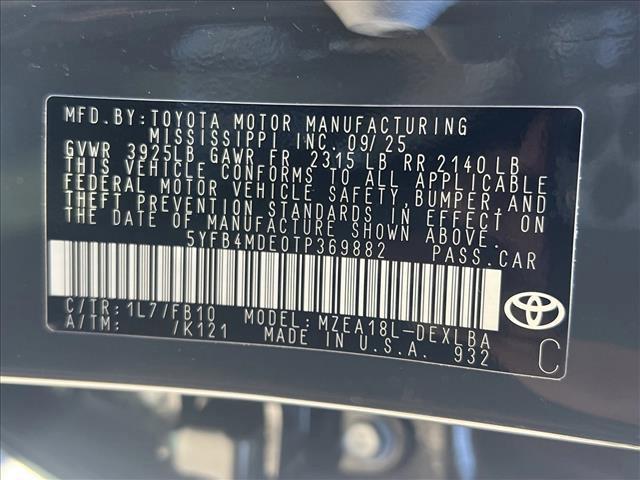 MFD. BY: TOYOTA MOTOR MANUFACTURING
MISSISSIPPI INC. 09/25
GVWR 3925LB GAWR FR 2315 LB RR 2140 LB
THIS VEHICLE CONFORMS TO ALL APPLICABLE
FEDERAL MOTOR VEHICLE SAFETY, BUMPER, AND
THEFT PREVENTION STANDARDS IN EFFECT ON
THE DATE OF MANUFACTURE SHOWN ABOVE.
5YFB4MDE0TP369882 PASS. CAR
C/TR: 1L7/FB10 MODEL: MZEA18L-DEXLBA
A/TM: /K121 MADE IN U.S.A. 932
C